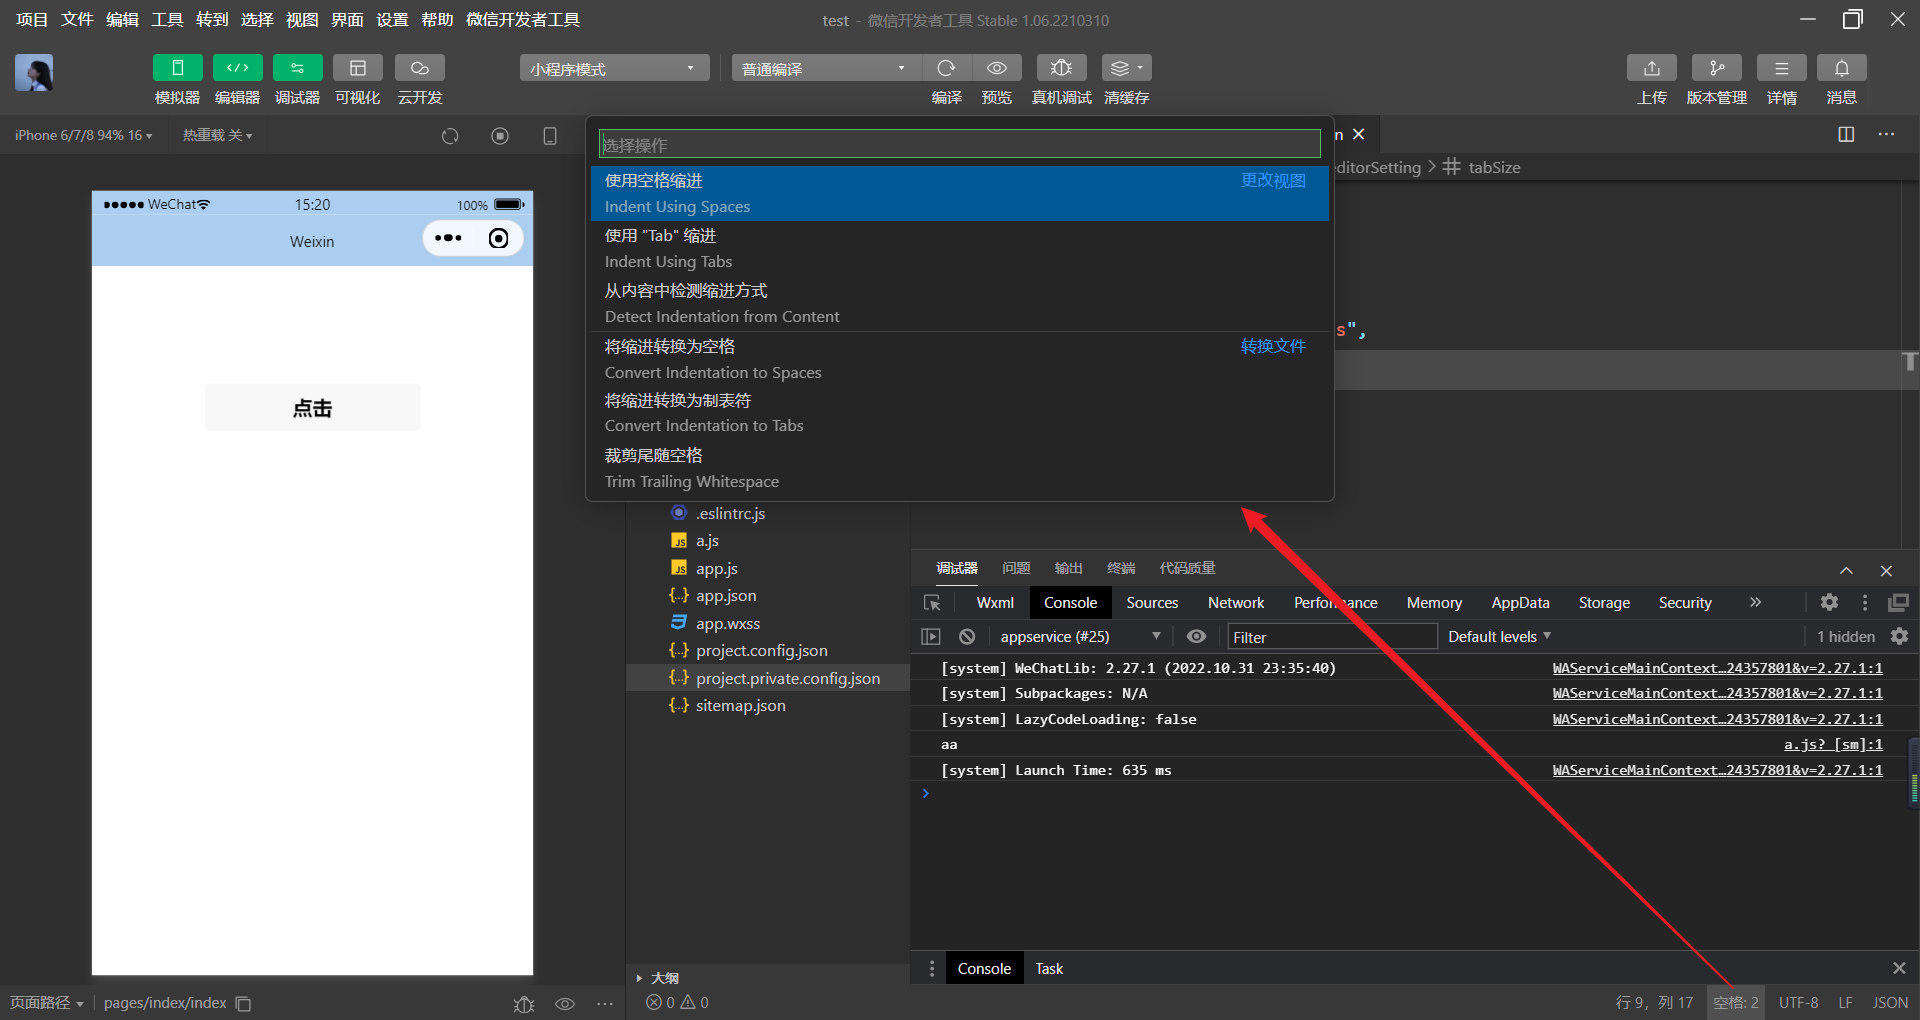 项目 文件 编辑 工具 转到 选择 视图 界面 设置 帮助 微信开发者工具
test - 微信开发者工具 Stable 1.06.2210310
小程序模式
普通编译
模拟器 编辑器 调试器 可视化 云开发
编译 预览 真机调试 清缓存
上传 版本管理 详情 消息
iPhone 6/7/8 94% 16
热重载 关
n
选择操作
ditorSetting > tabSize
使用空格缩进 更改视图
Indent Using Spaces
使用 "Tab" 缩进
Indent Using Tabs
从内容中检测缩进方式
Detect Indentation from Content
将缩进转换为空格 转换文件
Convert Indentation to Spaces
将缩进转换为制表符
Convert Indentation to Tabs
裁剪尾随空格
Trim Trailing Whitespace
s",
WeChat 15:20 100%
Weixin
点击
.eslintrc.js
JS a.js
JS app.js
{..} app.json
app.wxss
{..} project.config.json
{..} project.private.config.json
{..} sitemap.json
调试器 问题 输出 终端 代码质量
Wxml Console Sources Network Performance Memory AppData Storage Security »
appservice (#25) Filter Default levels 1 hidden
[system] WeChatLib: 2.27.1 (2022.10.31 23:35:40) WAServiceMainContext…24357801&v=2.27.1:1
[system] Subpackages: N/A WAServiceMainContext…24357801&v=2.27.1:1
[system] LazyCodeLoading: false WAServiceMainContext…24357801&v=2.27.1:1
aa a.js? [sm]:1
[system] Launch Time: 635 ms WAServiceMainContext…24357801&v=2.27.1:1
>
Console Task
大纲
页面路径 pages/index/index
0 0
行 9，列 17 空格: 2 UTF-8 LF JSON